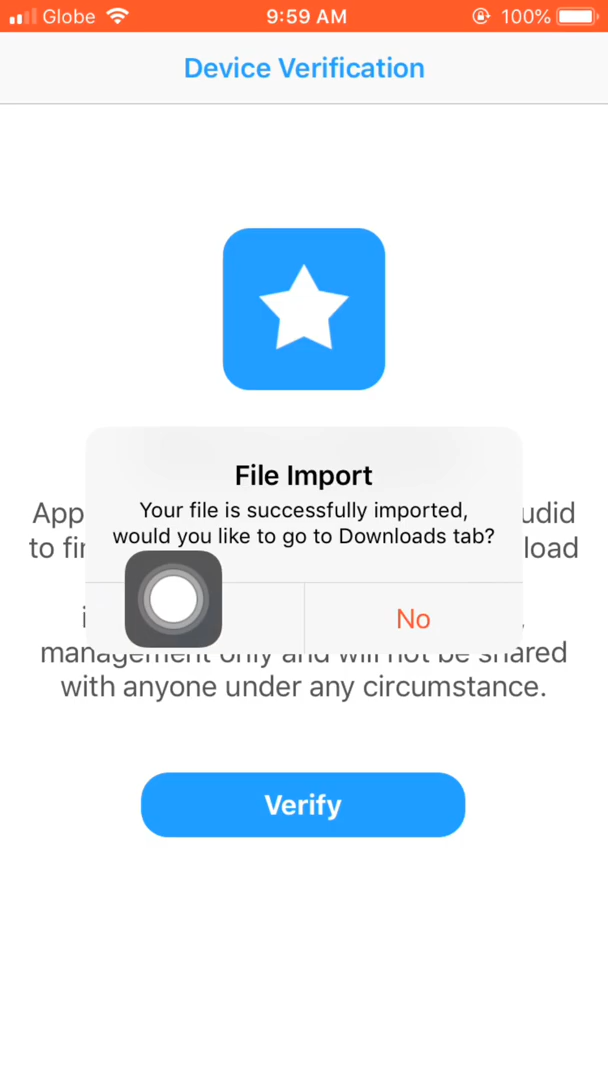 Globe 9:59 AM 100%
Device Verification
File Import
Your file is successfully imported,
would you like to go to Downloads tab?
App udid
to load
No
management only and will not be shared
with anyone under any circumstance.
Verify